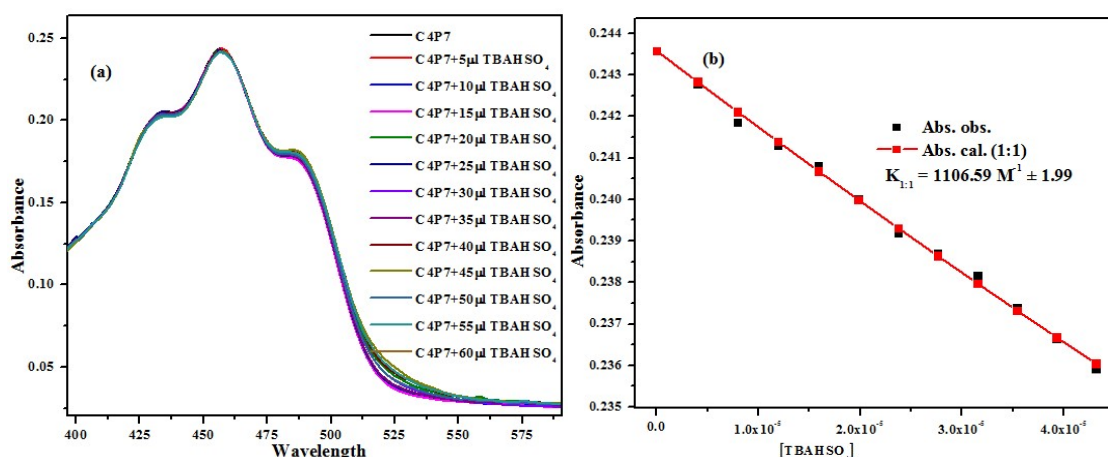 (a)
0.25
0.20
0.15
0.10
0.05
Absorbance
400
425
450
475
500
525
550
575
Wavelength
C4P7
C4P7+5µl TBAHSO4
C4P7+10µl TBAHSO4
C4P7+15µl TBAHSO4
C4P7+20µl TBAHSO4
C4P7+25µl TBAHSO4
C4P7+30µl TBAHSO4
C4P7+35µl TBAHSO4
C4P7+40µl TBAHSO4
C4P7+45µl TBAHSO4
C4P7+50µl TBAHSO4
C4P7+55µl TBAHSO4
C4P7+60µl TBAHSO4
(b)
0.244
0.243
0.242
0.241
0.240
0.239
0.238
0.237
0.236
0.235
Absorbance
Abs. obs.
Abs. cal. (1:1)
K1:1 = 1106.59 M-1 ± 1.99
0.0
1.0x10-5
2.0x10-5
3.0x10-5
4.0x10-5
[TBAHSO4]